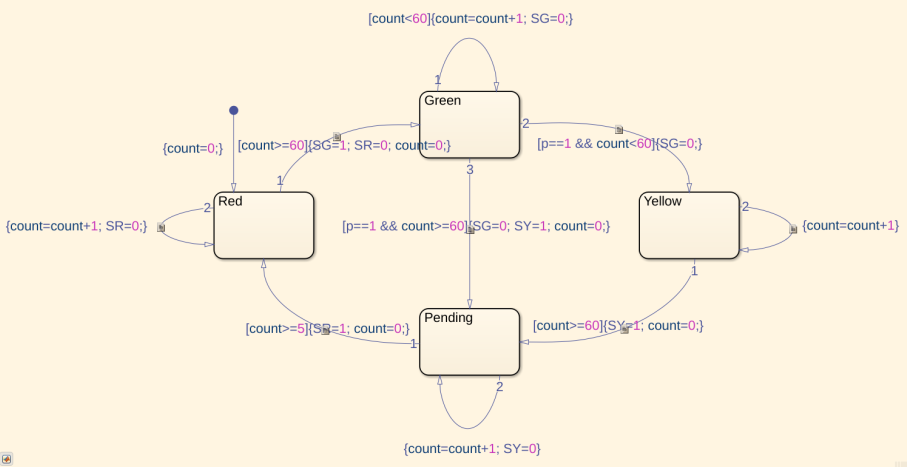 [count<60]{count=count+1; SG=0;}
1
Green
2
{count=0;}
[count>=60]{SG=1; SR=0; count=0;}
[p==1 && count<60]{SG=0;}
3
1
Red
2
Yellow
2
{count=count+1; SR=0;}
[p==1 && count>=60]{SG=0; SY=1; count=0;}
{count=count+1}
1
Pending
[count>=5]{SR=1; count=0;}
[count>=60]{SY=1; count=0;}
1
2
{count=count+1; SY=0}